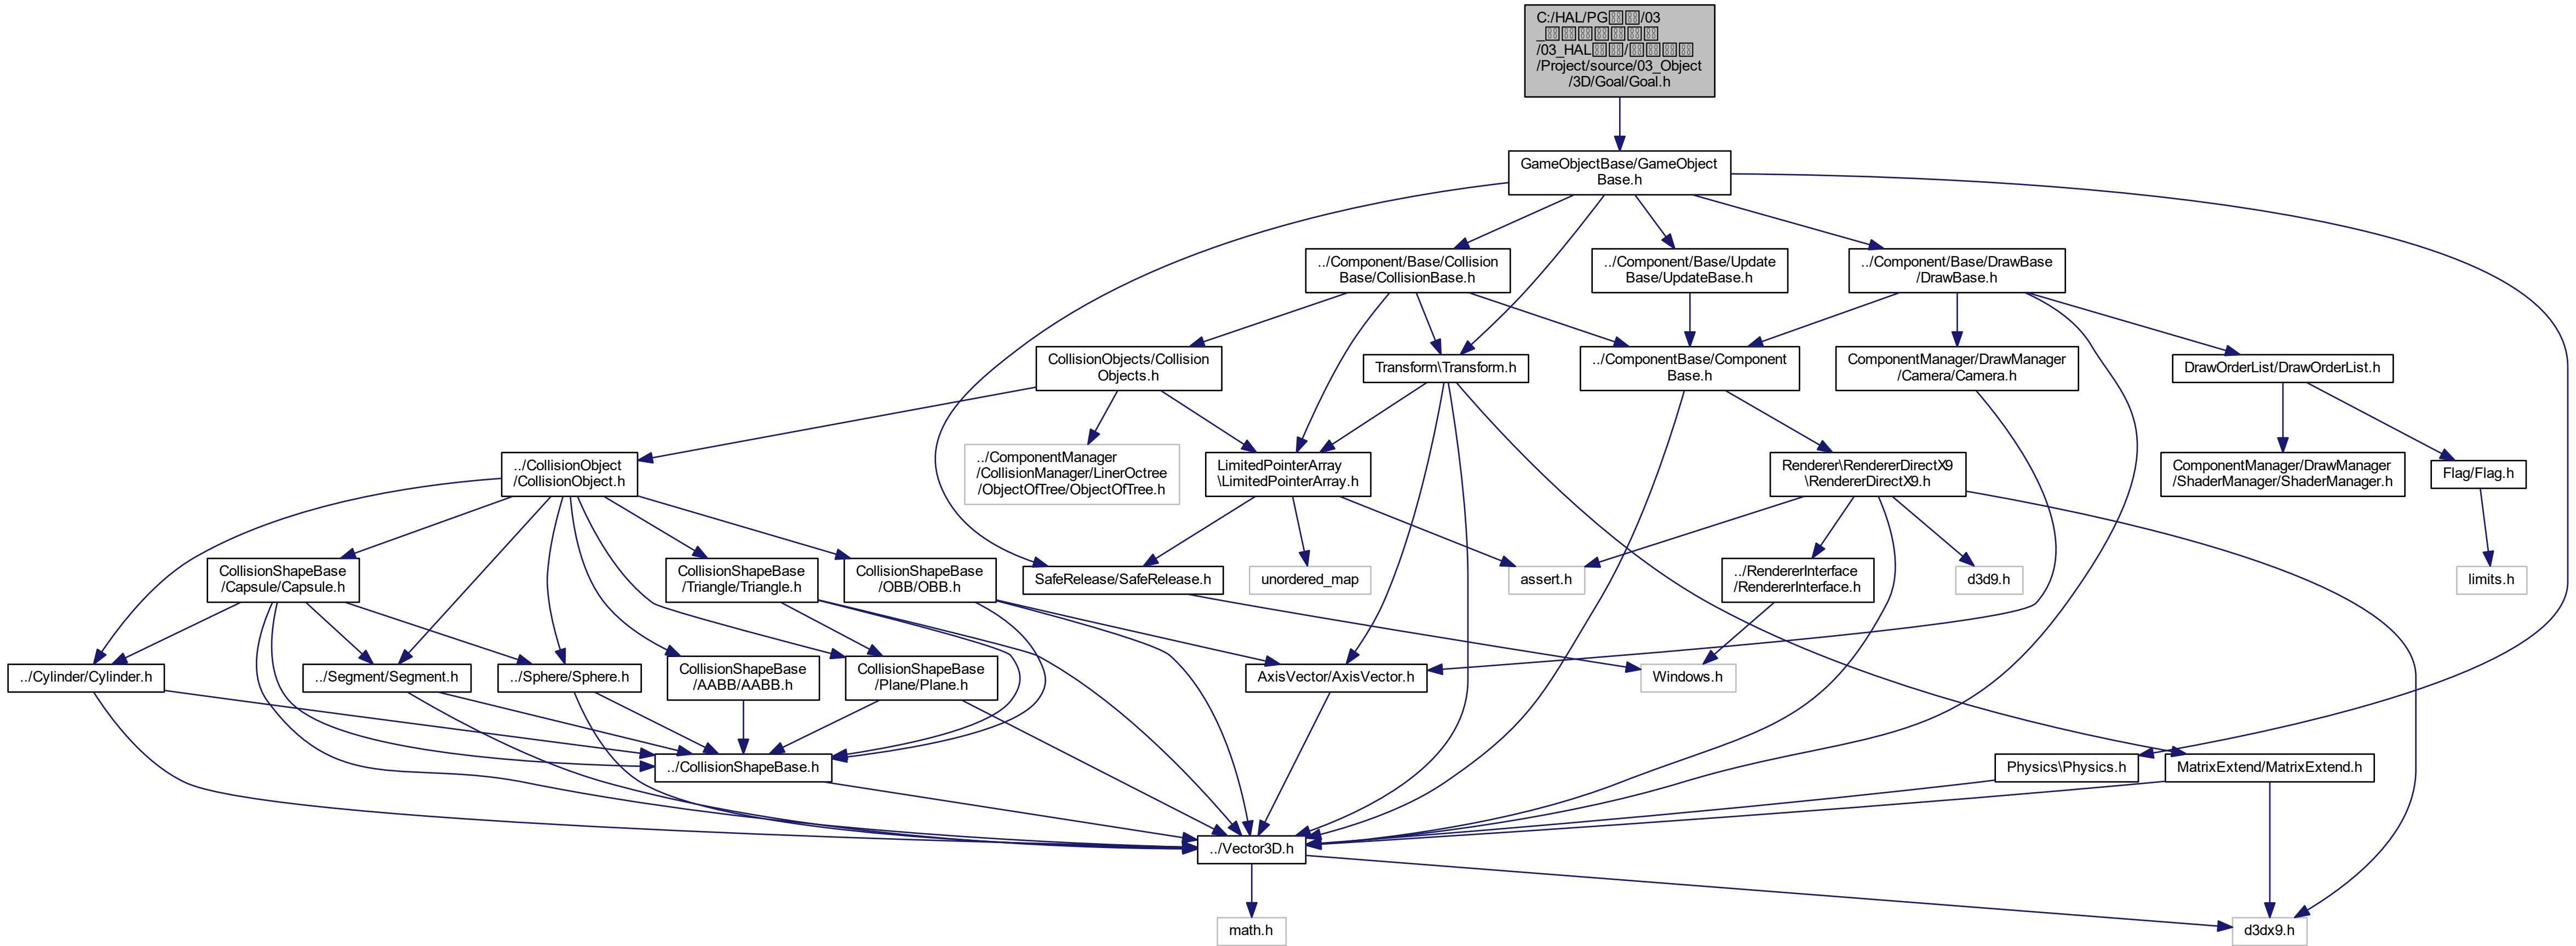 C:/HAL/PG/03
_
/03_HAL/
/Project/source/03_Object
/3D/Goal/Goal.h
GameObjectBase/GameObject
Base.h
../Component/Base/Collision
Base/CollisionBase.h
../Component/Base/Update
Base/UpdateBase.h
../Component/Base/DrawBase
/DrawBase.h
CollisionObjects/Collision
Objects.h
Transform\Transform.h
../ComponentBase/Component
Base.h
ComponentManager/DrawManager
/Camera/Camera.h
DrawOrderList/DrawOrderList.h
../CollisionObject
/CollisionObject.h
../ComponentManager
/CollisionManager/LinerOctree
/ObjectOfTree/ObjectOfTree.h
LimitedPointerArray
\LimitedPointerArray.h
Renderer\RendererDirectX9
\RendererDirectX9.h
ComponentManager/DrawManager
/ShaderManager/ShaderManager.h
Flag/Flag.h
CollisionShapeBase
/Capsule/Capsule.h
CollisionShapeBase
/Triangle/Triangle.h
CollisionShapeBase
/OBB/OBB.h
SafeRelease/SafeRelease.h
unordered_map
assert.h
../RendererInterface
/RendererInterface.h
d3d9.h
limits.h
../Cylinder/Cylinder.h
../Segment/Segment.h
../Sphere/Sphere.h
CollisionShapeBase
/AABB/AABB.h
CollisionShapeBase
/Plane/Plane.h
AxisVector/AxisVector.h
Windows.h
../CollisionShapeBase.h
Physics\Physics.h
MatrixExtend/MatrixExtend.h
../Vector3D.h
math.h
d3dx9.h